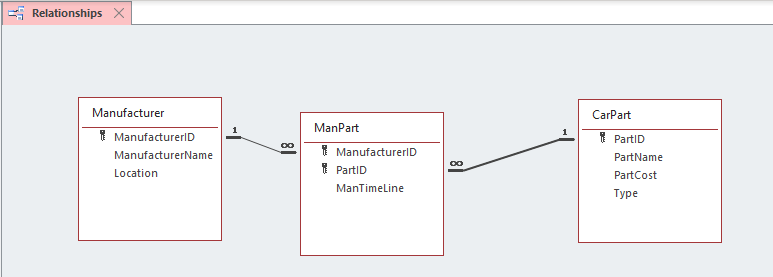 Relationships
Manufacturer
ManufacturerID
ManufacturerName
Location
1
∞
ManPart
ManufacturerID
PartID
ManTimeLine
∞
1
CarPart
PartID
PartName
PartCost
Type